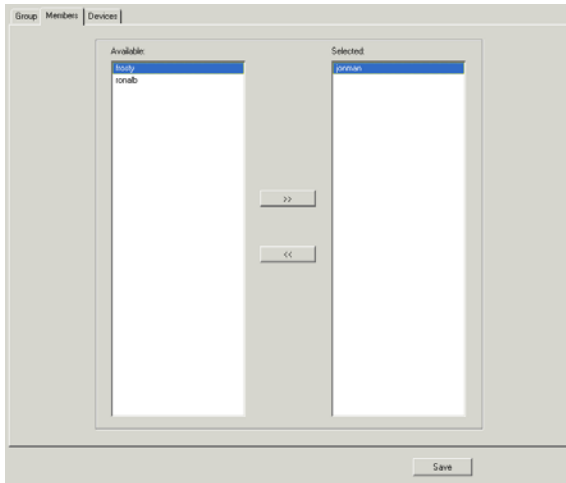 Group Members Devices
Available: Selected:
frosty jonman
ronalb
>>
<<
Save